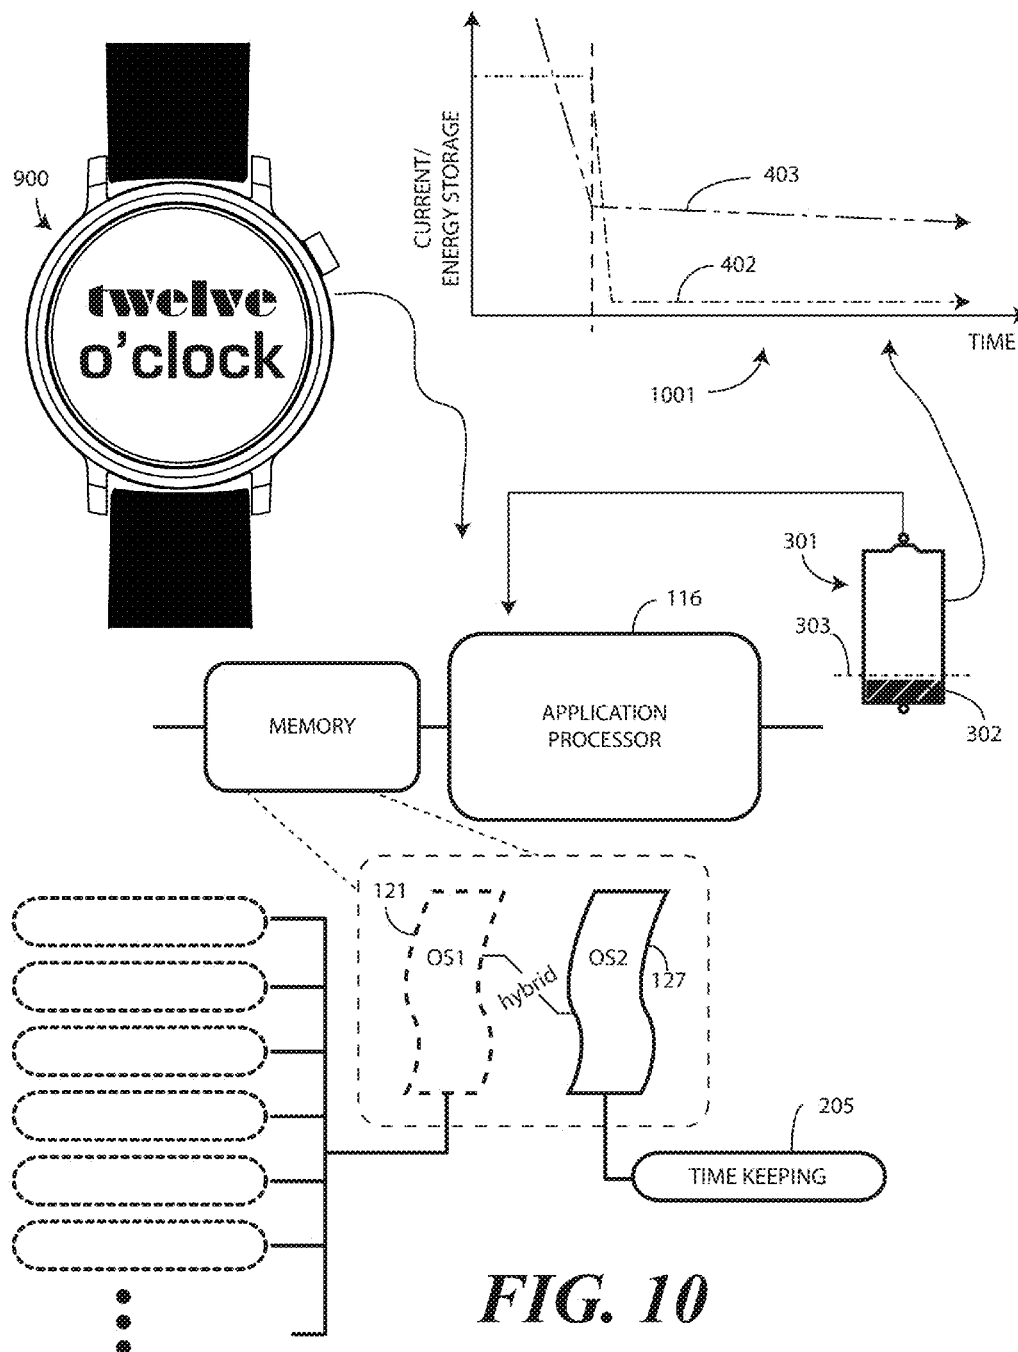 900
twelve
o'clock
CURRENT/
ENERGY STORAGE
403
402
TIME
1001
301
116
303
302
MEMORY
APPLICATION
PROCESSOR
121
OS1
hybrid
OS2
127
205
TIME KEEPING
FIG. 10